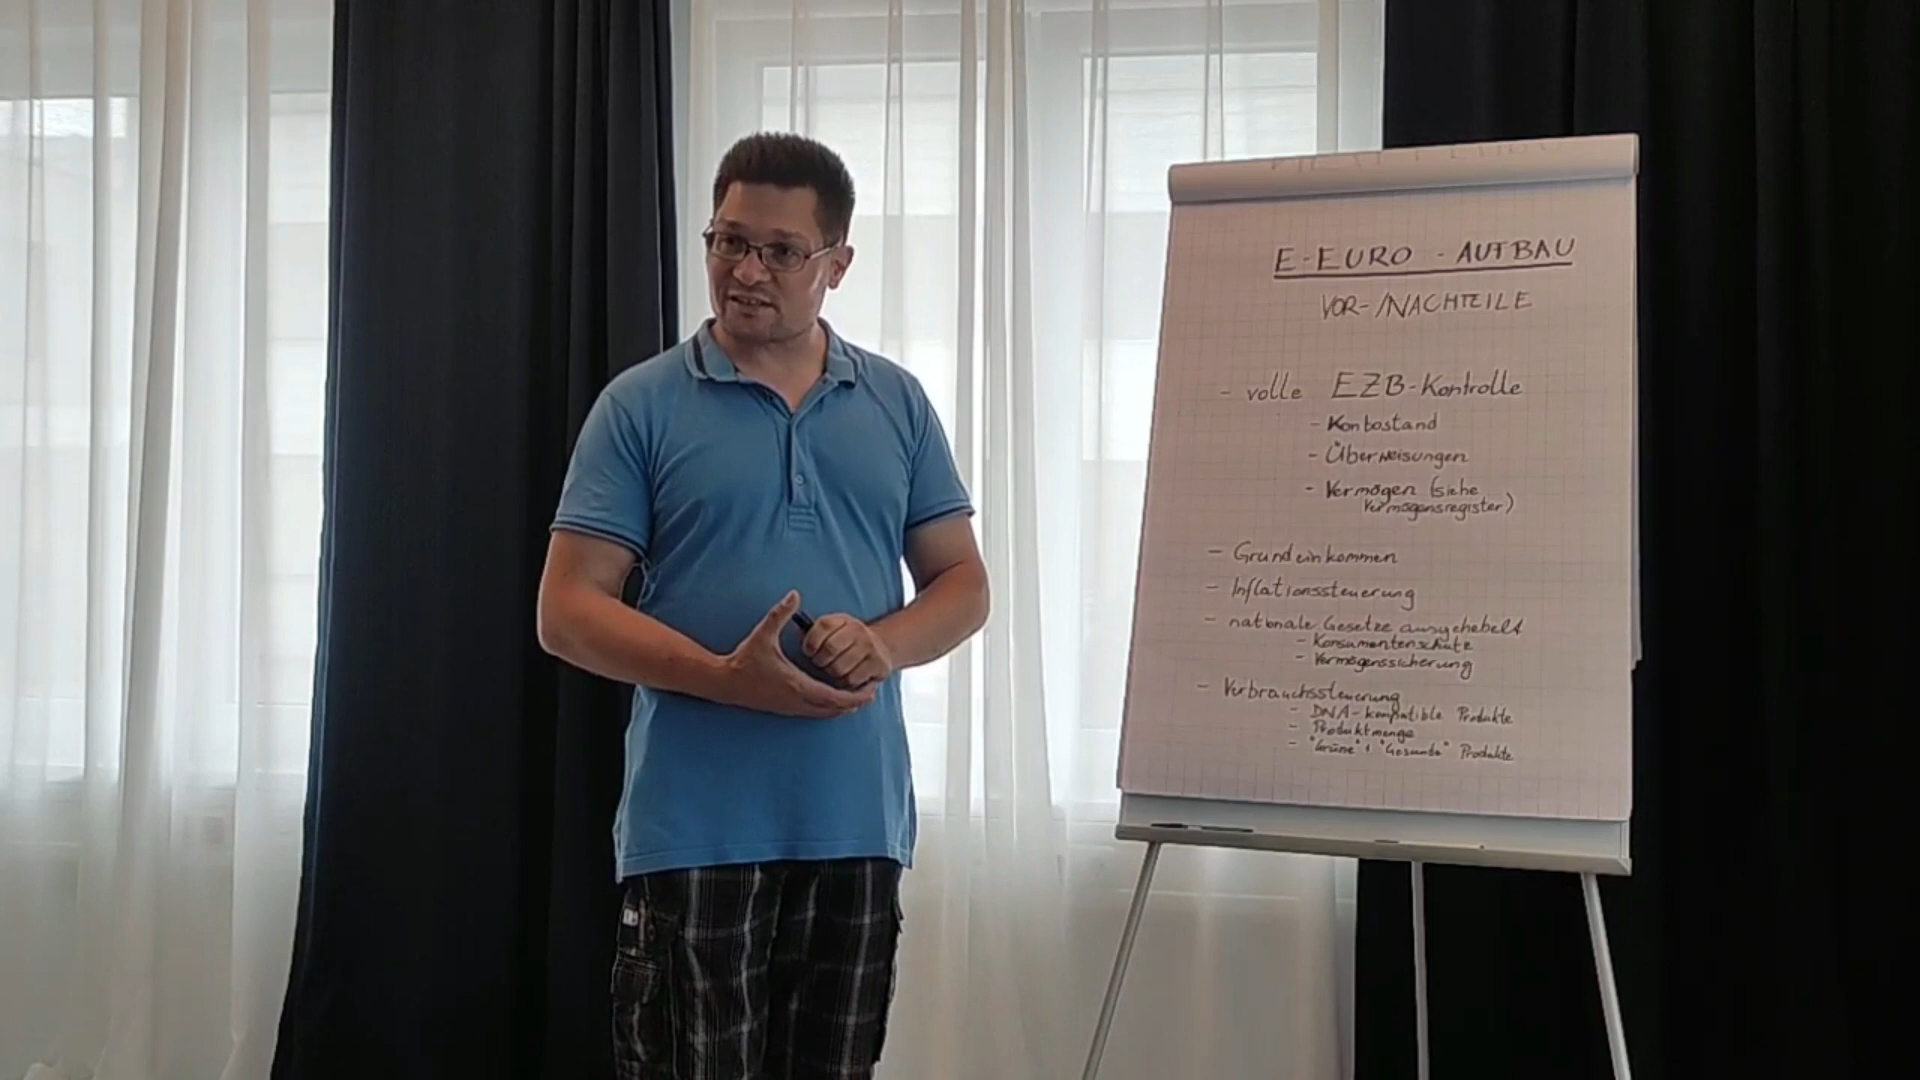 E-EURO - AUFBAU
VOR-/NACHTEILE
- volle EZB-Kontrolle
- Kontostand
- Überweisungen
- Vermögen (siehe
Vermögensregister)
- Grundeinkommen
- Inflationssteuerung
- nationale Gesetze ausgehebelt
- Konsumentenschutz
- Vermögenssicherung
- Verbrauchssteuerung
- DNA-kompatible Produkte
- Produktmenge
- "Grüne" + "Gesunde" Produkte